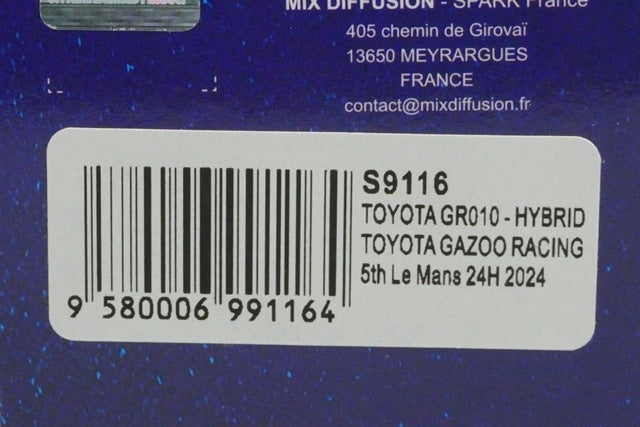 MIX DIFFUSION - SPARK France
405 chemin de Girovaï
13650 MEYRARGUES
FRANCE
contact@mixdiffusion.fr
S9116
TOYOTA GR010 - HYBRID
TOYOTA GAZOO RACING
5th Le Mans 24H 2024
9 580006 991164